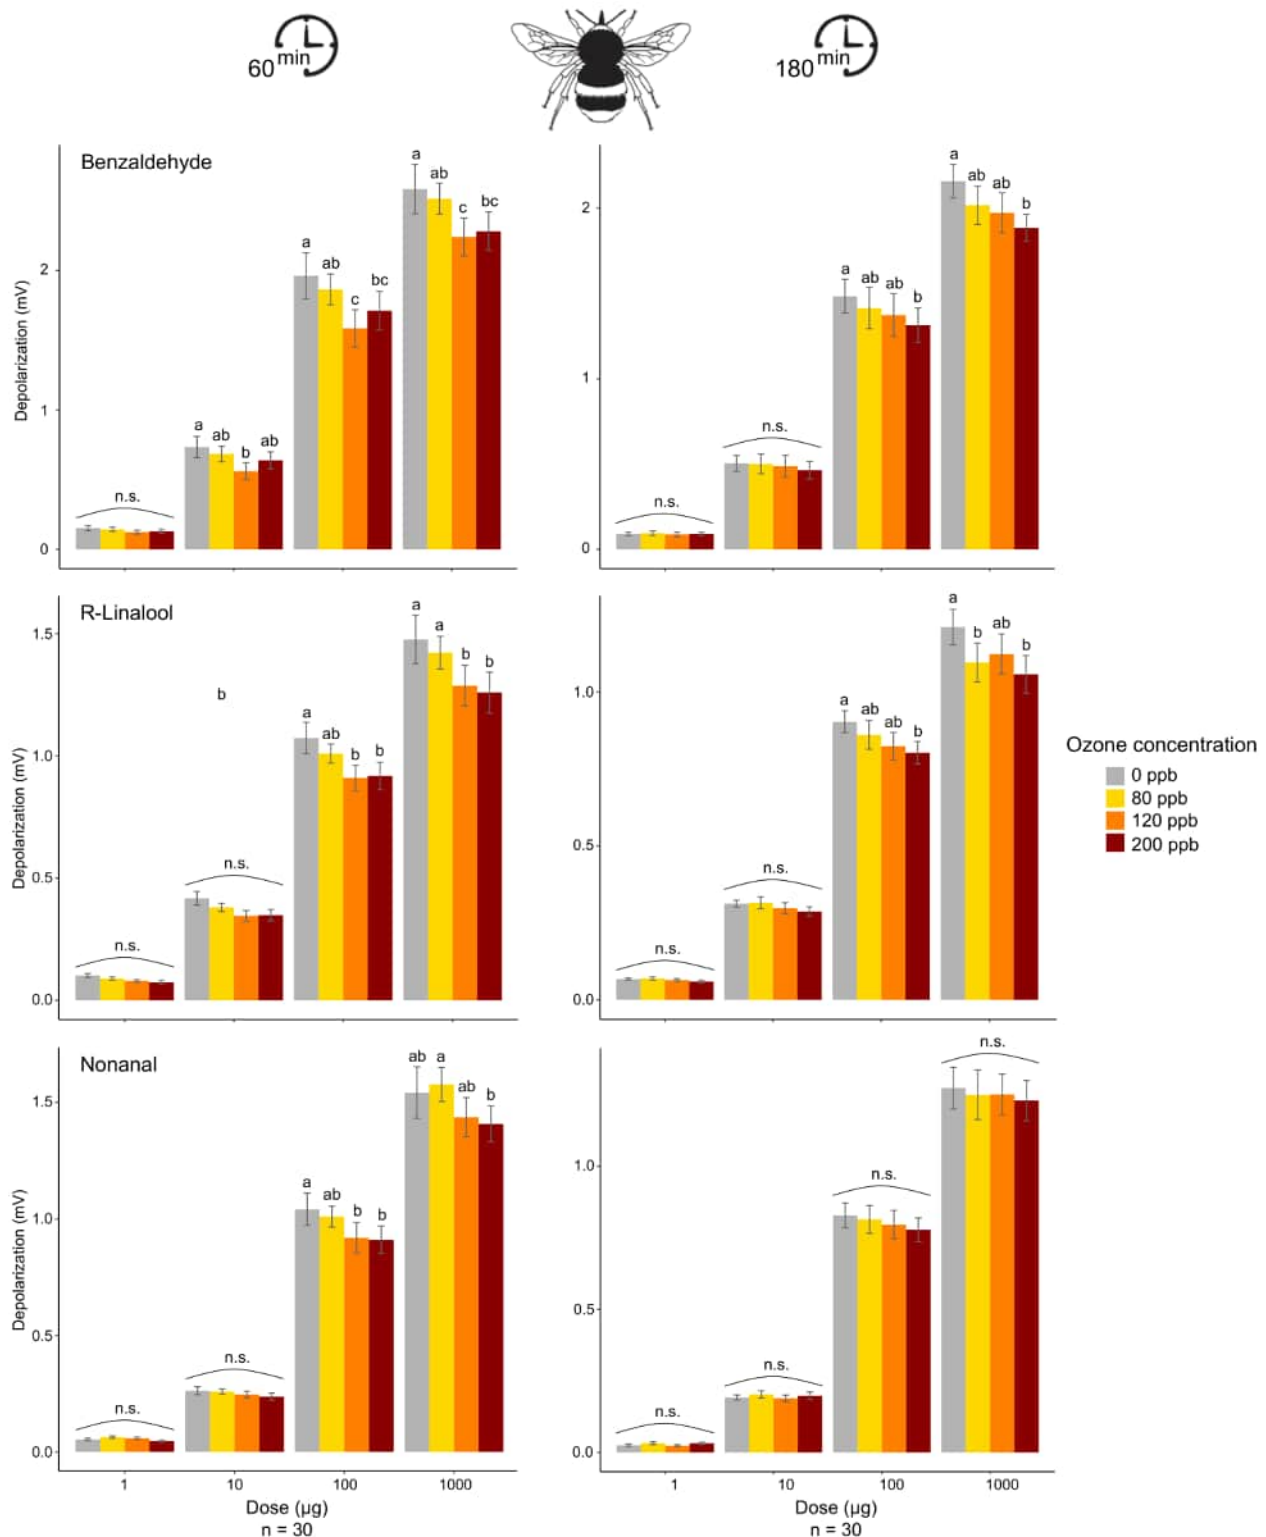 60 min
180 min
Benzaldehyde
Depolarization (mV)
2
1
0
n.s.
a ab b ab
a ab c bc
a ab c bc
2
1
0
n.s.
n.s.
a ab ab b
a ab ab b
R-Linalool
Depolarization (mV)
1.5
1.0
0.5
0.0
b
n.s.
n.s.
a ab b b
a a b b
1.0
0.5
0.0
n.s.
n.s.
a ab ab b
a b ab b
Ozone concentration
0 ppb
80 ppb
120 ppb
200 ppb
Nonanal
Depolarization (mV)
1.5
1.0
0.5
0.0
n.s.
n.s.
a ab b b
ab a ab b
1 10 100 1000
Dose (µg)
n = 30
1.0
0.5
0.0
n.s.
n.s.
n.s.
n.s.
1 10 100 1000
Dose (µg)
n = 30